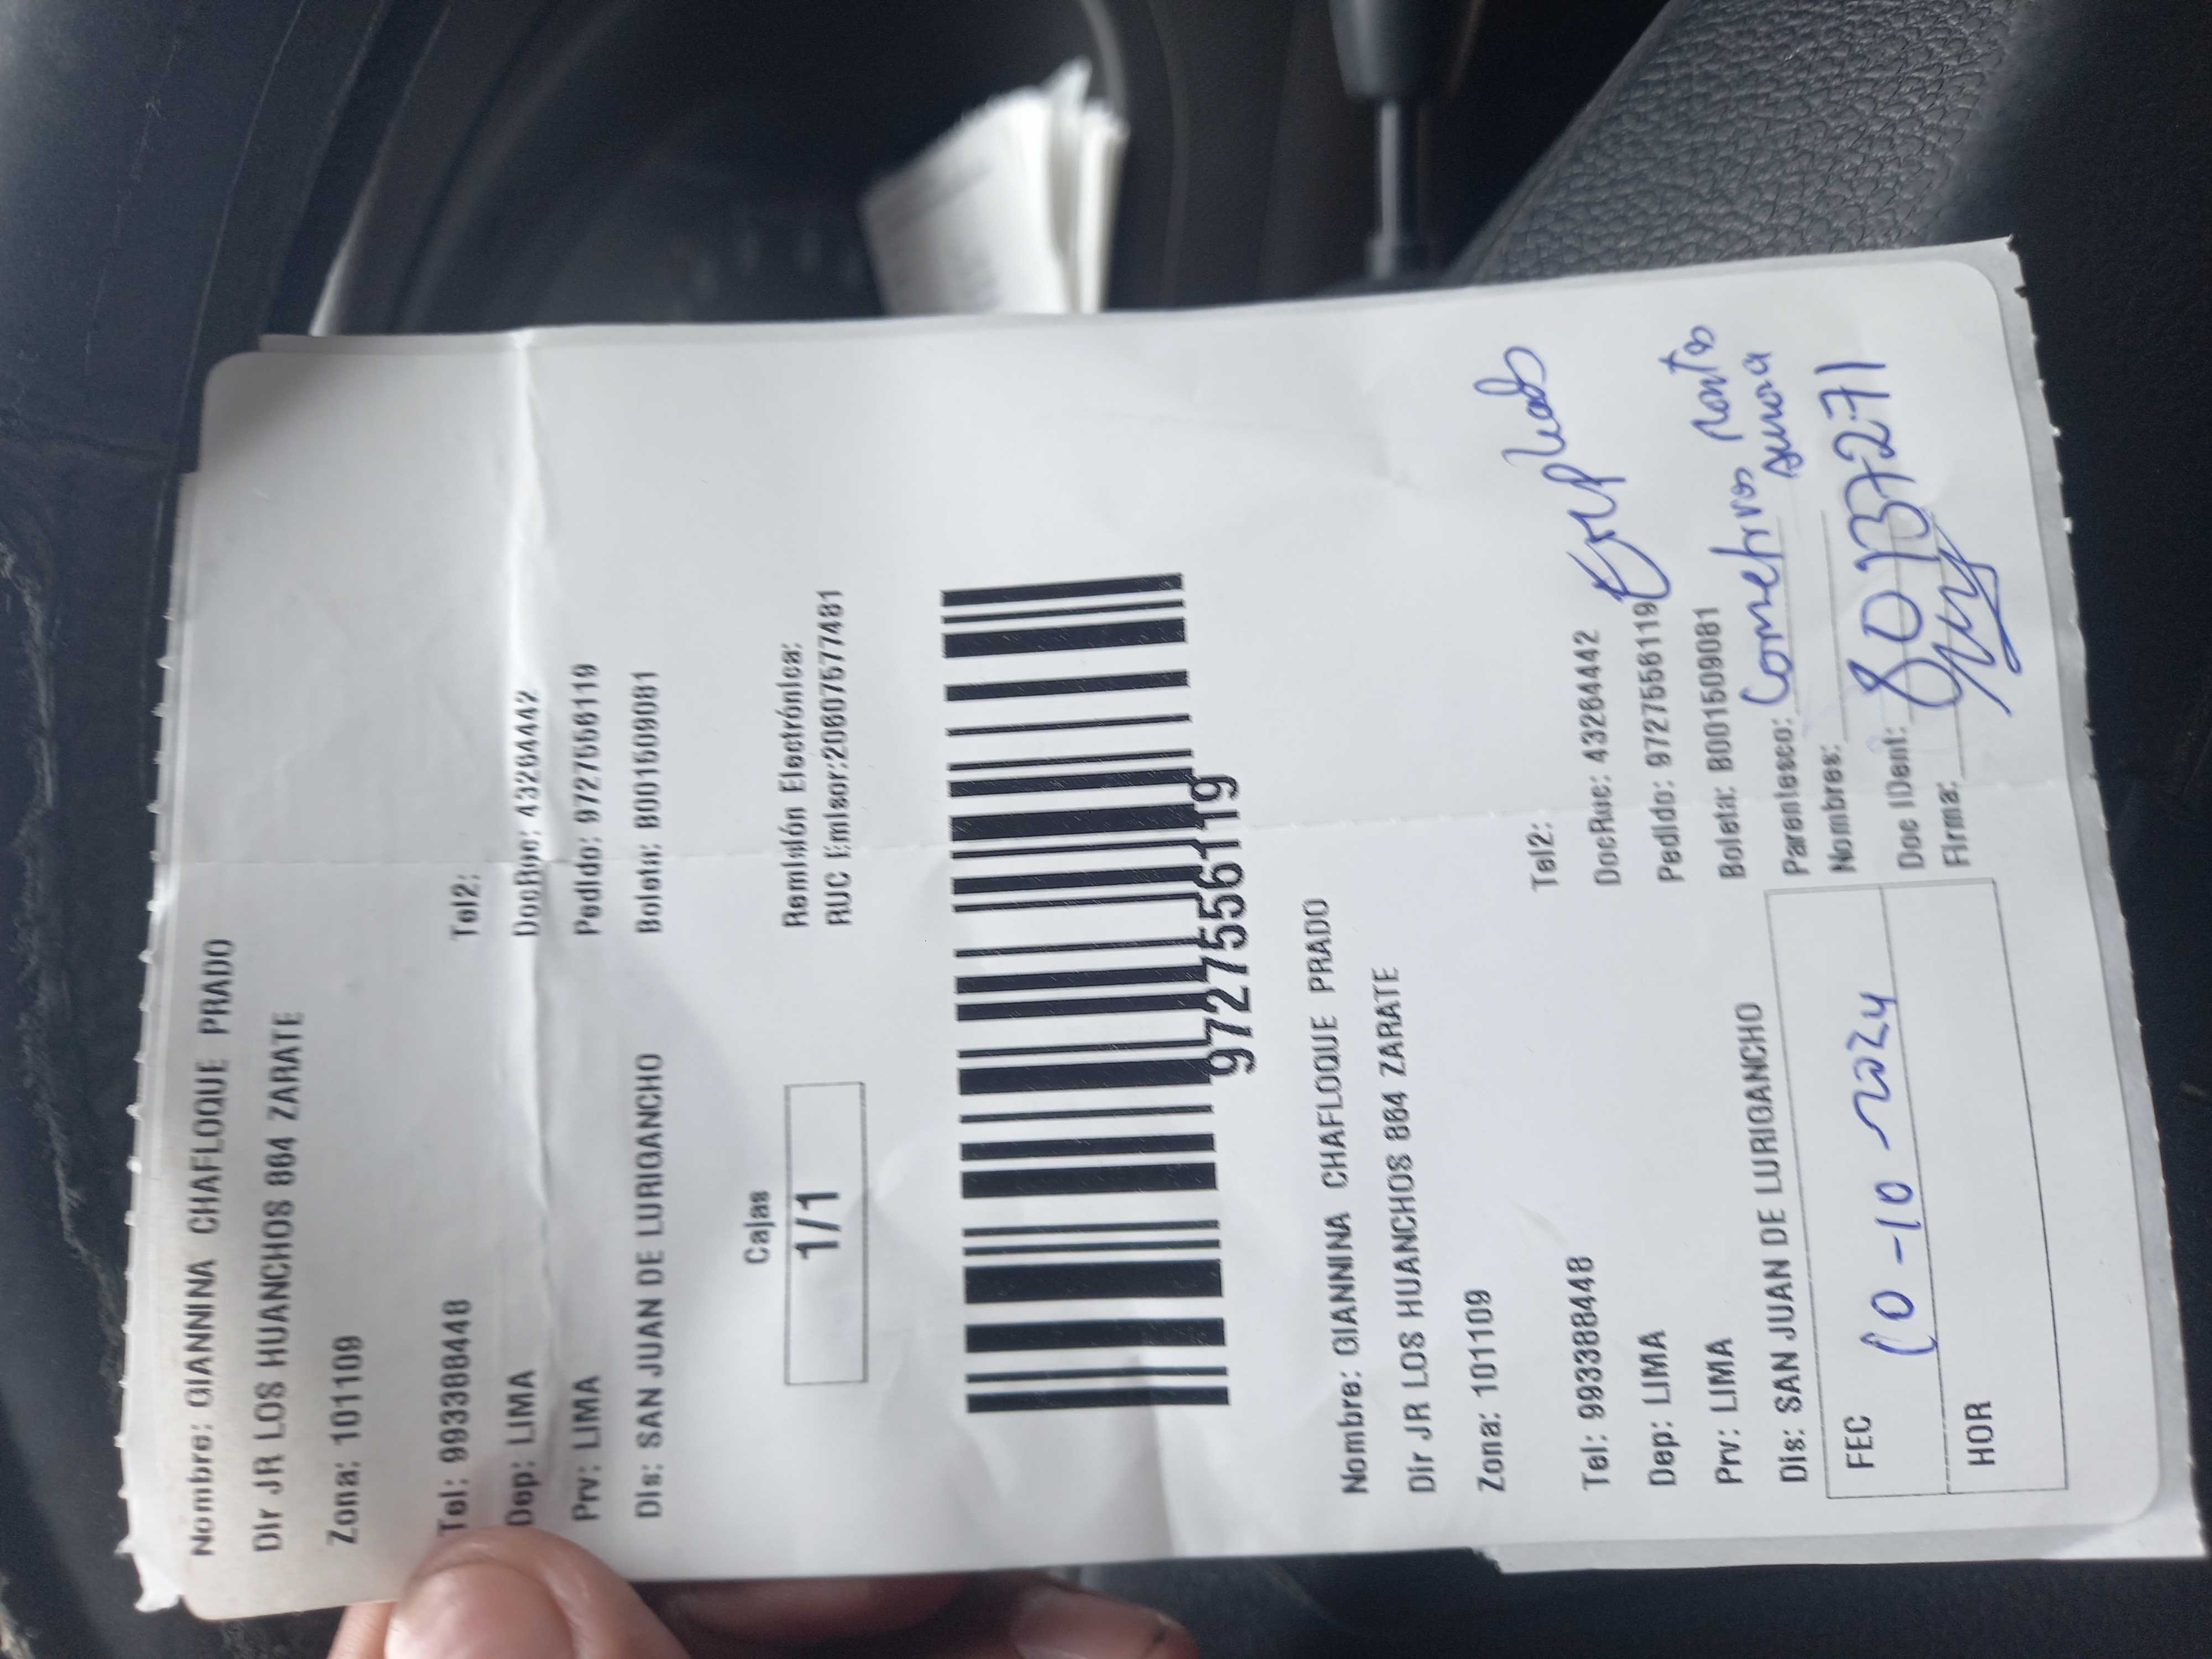 Nombre: GIANNINA CHAFLOQUE PRADO
Dir JR LOS HUANCHOS 864 ZARATE
Zona: 101109
Tel: 993388448
Tel2:
Dep: LIMA
DocRuc: 43264442
Prv: LIMA
Pedido: 9727556119
Dis: SAN JUAN DE LURIGANCHO
Boleta: B001509081
Cajas
1/1
Remisión Electrónica:
RUC Emisor:20607577481
9727556119
Nombre: GIANNINA CHAFLOQUE PRADO
Dir JR LOS HUANCHOS 864 ZARATE
Zona: 101109
Tel2:
Tel: 993388448
DocRuc: 43264442
Dep: LIMA
Pedido: 9727556119
Prv: LIMA
Boleta: B001509081
Dis: SAN JUAN DE LURIGANCHO
Parentesco:
Nombres:
FEC 10-10-2024
Doc IDent: 80137271
Firma:
HOR